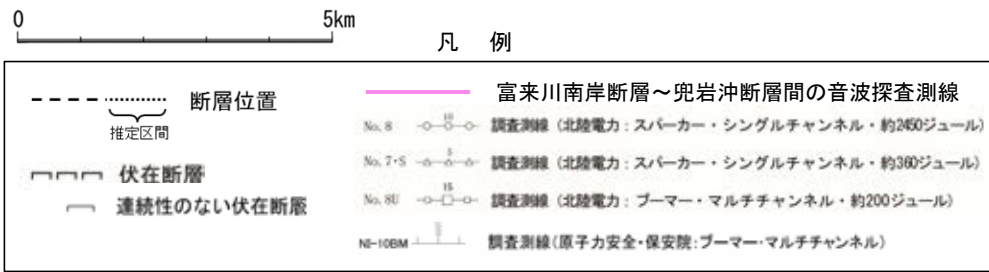 0 5km
凡 例
断層位置
推定区間
伏在断層
連続性のない伏在断層
富来川南岸断層~兜岩沖断層間の音波探査測線
No. 8 10 調査測線(北陸電力:スパーカー・シングルチャンネル・約2450ジュール)
No. 7・S 5 調査測線(北陸電力:スパーカー・シングルチャンネル・約360ジュール)
No. 8U 15 調査測線(北陸電力:ブーマー・マルチチャンネル・約200ジュール)
NI-10BM 調査測線(原子力安全・保安院:ブーマー・マルチチャンネル)